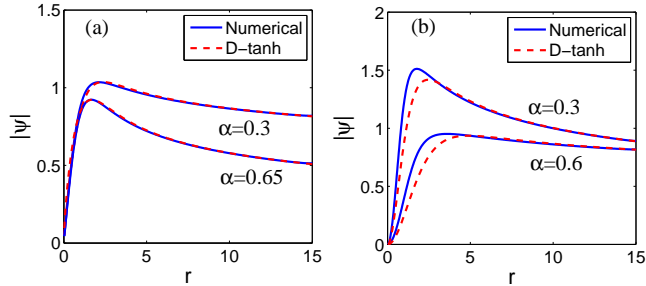 (a)
Numerical
D-tanh
α=0.3
α=0.65
|ψ|
0
0.5
1
1.5
0
5
10
15
r
(b)
Numerical
D-tanh
α=0.3
α=0.6
|ψ|
0
0.5
1
1.5
2
0
5
10
15
r